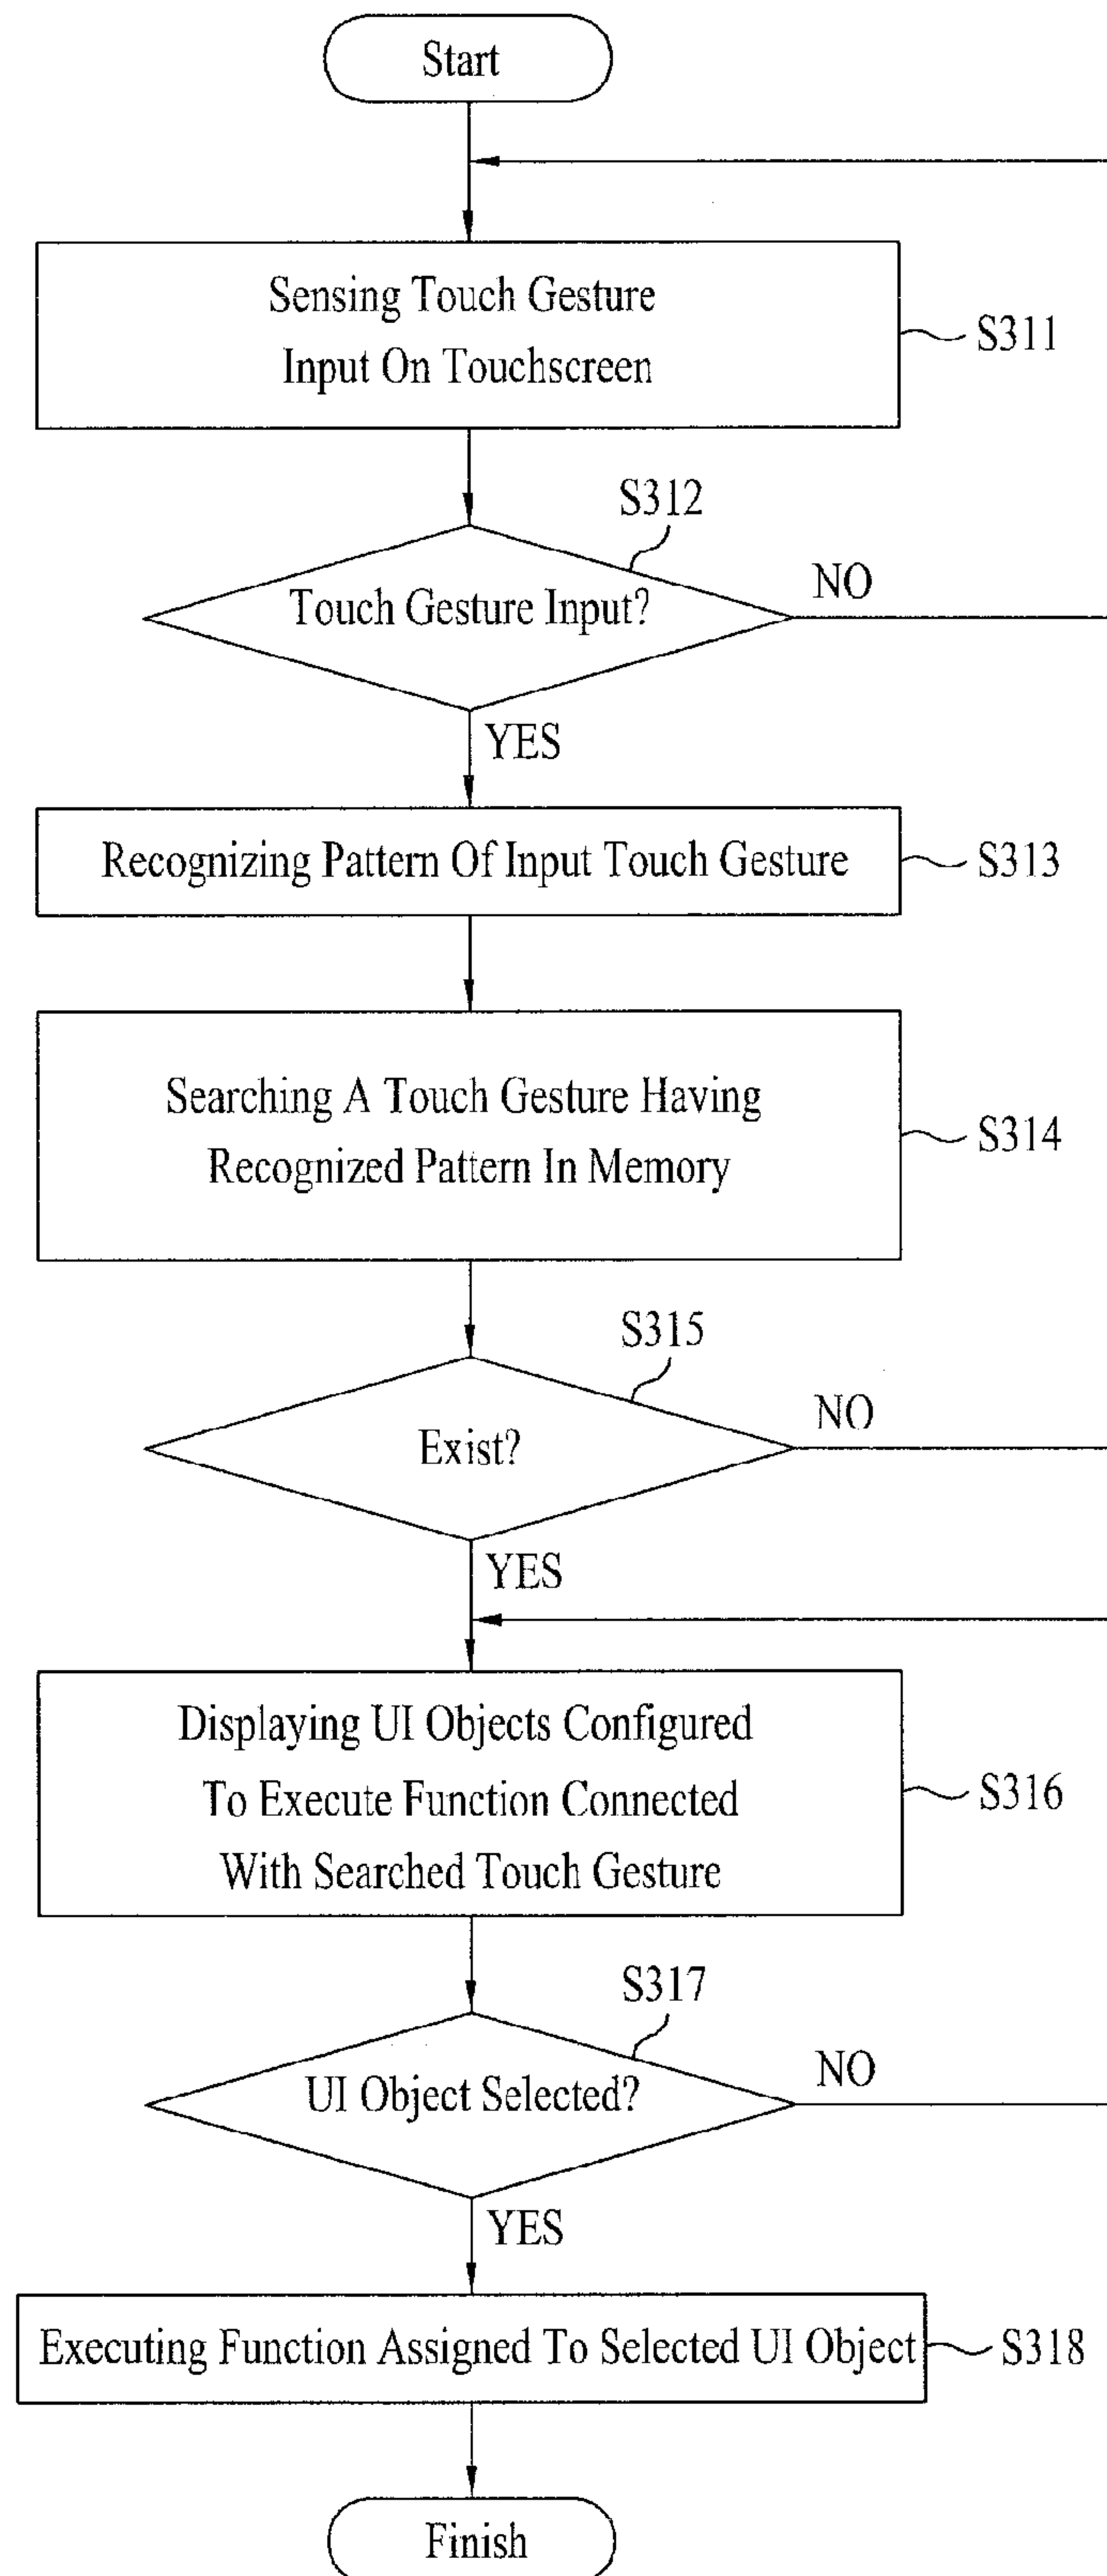 Start
Sensing Touch Gesture
Input On Touchscreen
S311
S312
Touch Gesture Input?
NO
YES
Recognizing Pattern Of Input Touch Gesture
S313
Searching A Touch Gesture Having
Recognized Pattern In Memory
S314
S315
Exist?
NO
YES
Displaying UI Objects Configured
To Execute Function Connected
With Searched Touch Gesture
S316
S317
UI Object Selected?
NO
YES
Executing Function Assigned To Selected UI Object
S318
Finish